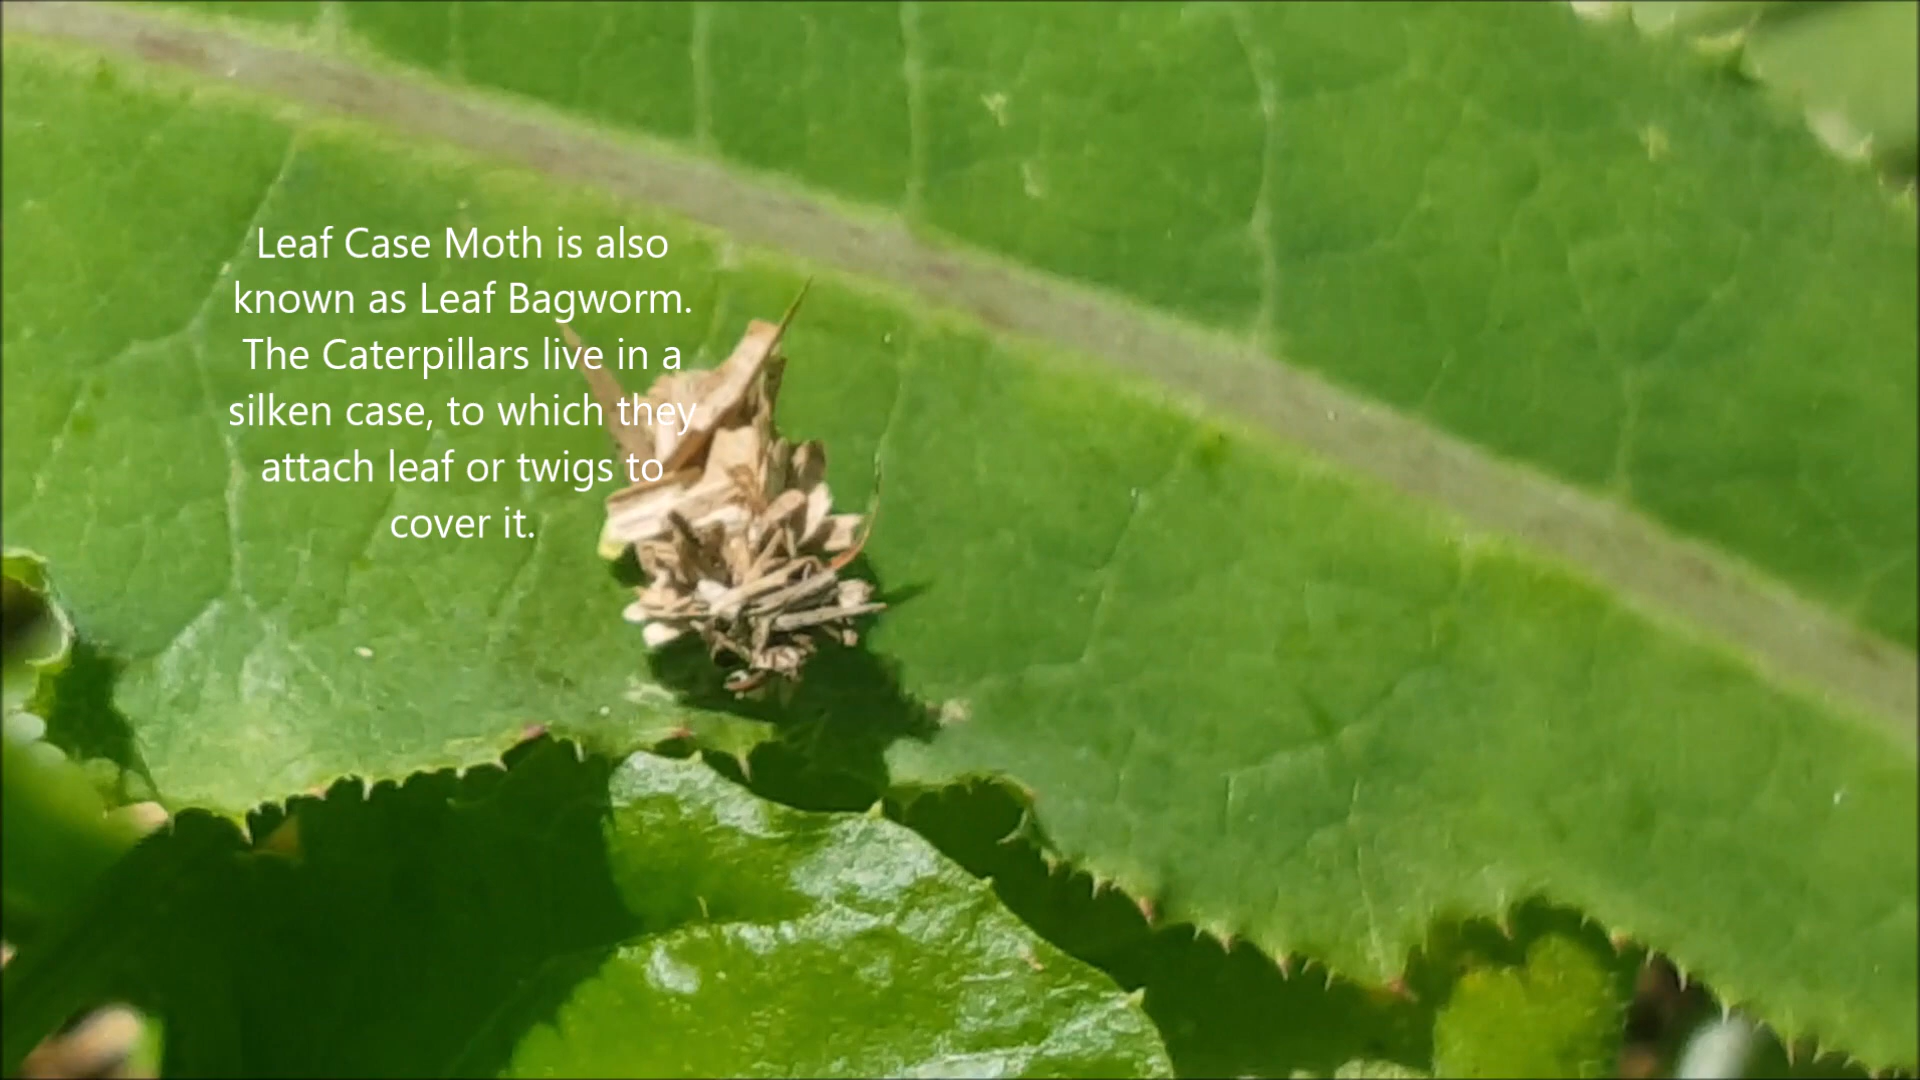 Leaf Case Moth is also
known as Leaf Bagworm.
The Caterpillars live in a
silken case, to which they
attach leaf or twigs to
cover it.